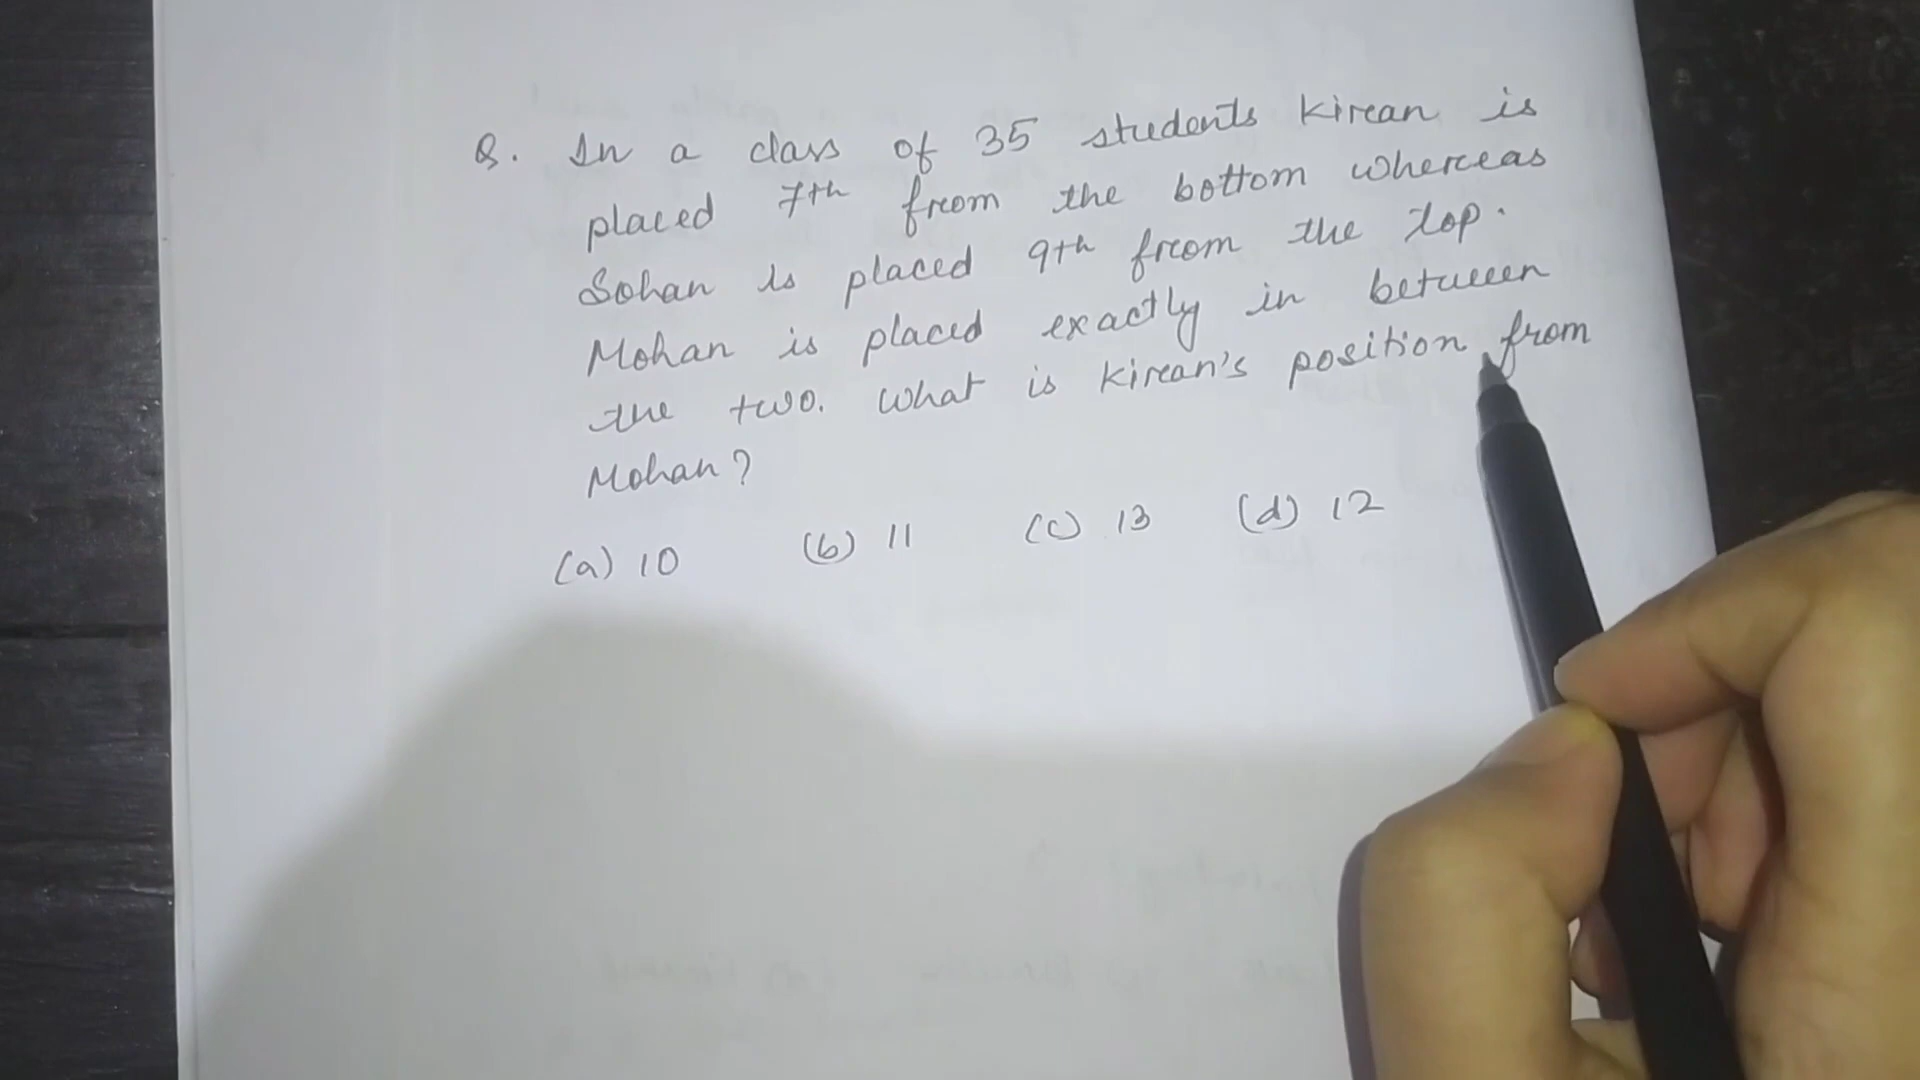 Q. In a class of 35 students Kiran is
placed 7th from the bottom whereas
Sohan is placed 9th from the top.
Mohan is placed exactly in between
the two. What is Kiran's position from
Mohan?
(a) 10 (b) 11 (c) 13 (d) 12